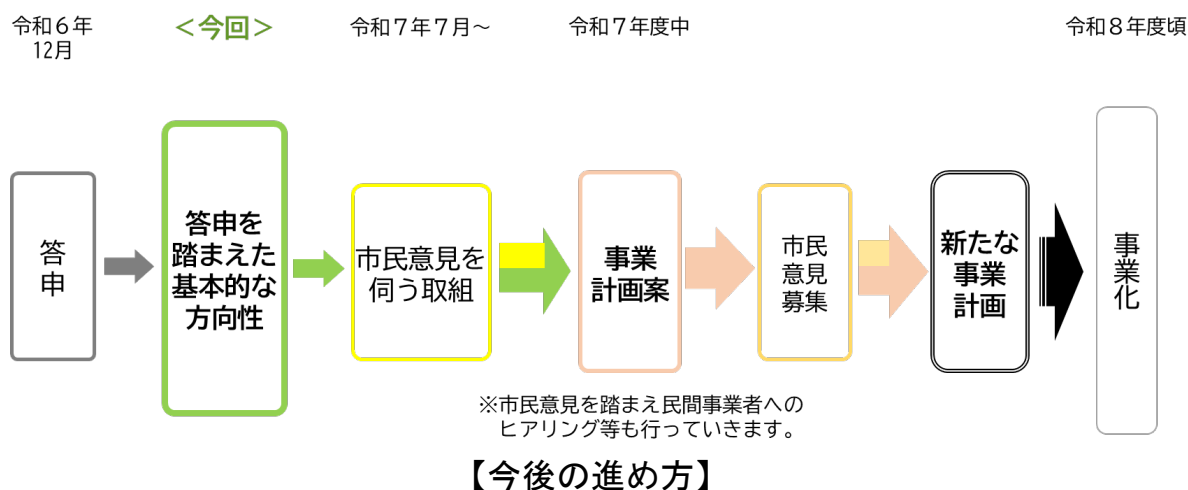 令和６年
12月
＜今回＞
令和７年７月～
令和７年度中
令和８年度頃
答
申
答申を
踏まえた
基本的な
方向性
市民意見を
伺う取組
事業
計画案
市民
意見
募集
新たな
事業
計画
事
業
化
※市民意見を踏まえ民間事業者への
ヒアリング等も行っていきます。
【今後の進め方】